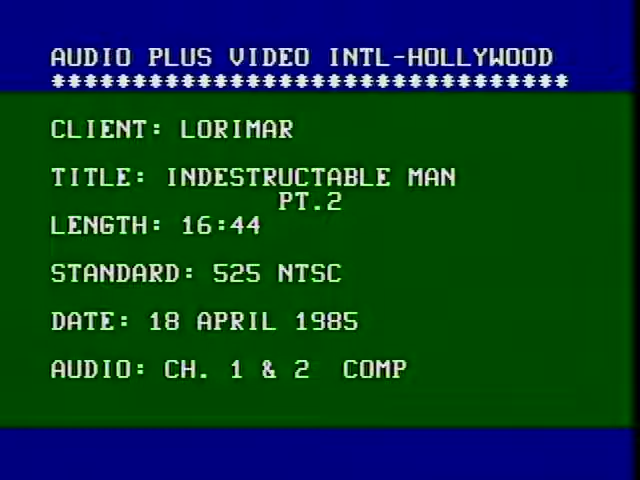 AUDIO PLUS VIDEO INTL-HOLLYWOOD
********************************
CLIENT: LORIMAR
TITLE: INDESTRUCTABLE MAN
PT.2
LENGTH: 16:44
STANDARD: 525 NTSC
DATE: 18 APRIL 1985
AUDIO: CH. 1 & 2 COMP